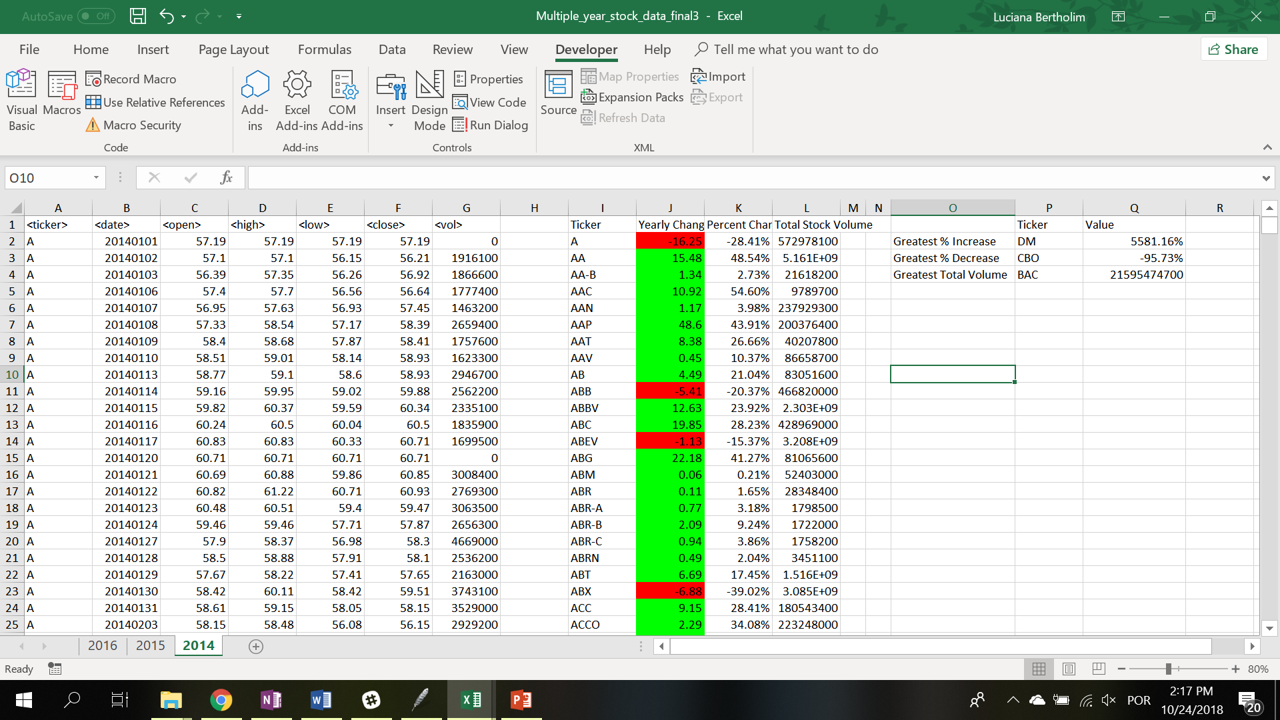 AutoSave Off Multiple_year_stock_data_final3 - Excel Luciana Bertholim
File Home Insert Page Layout Formulas Data Review View Developer Help Tell me what you want to do Share
Visual Basic
Macros
Record Macro
Use Relative References
Macro Security
Code
Add-ins
Excel Add-ins
COM Add-ins
Add-ins
Insert
Design Mode
Properties
View Code
Run Dialog
Controls
Source
Map Properties
Expansion Packs
Refresh Data
Import
Export
XML
O10 fx
A B C D E F G H I J K L M N O P Q R
1 <ticker> <date> <open> <high> <low> <close> <vol> Ticker Yearly Chang Percent Char Total Stock Volume Ticker Value
2 A 20140101 57.19 57.19 57.19 57.19 0 A -16.25 -28.41% 572978100 Greatest % Increase DM 5581.16%
3 A 20140102 57.1 57.1 56.15 56.21 1916100 AA 15.48 48.54% 5.161E+09 Greatest % Decrease CBO -95.73%
4 A 20140103 56.39 57.35 56.26 56.92 1866600 AA-B 1.34 2.73% 21618200 Greatest Total Volume BAC 21595474700
5 A 20140106 57.4 57.7 56.56 56.64 1777400 AAC 10.92 54.60% 9789700
6 A 20140107 56.95 57.63 56.93 57.45 1463200 AAN 1.17 3.98% 237929300
7 A 20140108 57.33 58.54 57.17 58.39 2659400 AAP 48.6 43.91% 200376400
8 A 20140109 58.4 58.68 57.87 58.41 1757600 AAT 8.38 26.66% 40207800
9 A 20140110 58.51 59.01 58.14 58.93 1623300 AAV 0.45 10.37% 86658700
10 A 20140113 58.77 59.1 58.6 58.93 2946700 AB 4.49 21.04% 83051600
11 A 20140114 59.16 59.95 59.02 59.88 2562200 ABB -5.41 -20.37% 466820000
12 A 20140115 59.82 60.37 59.59 60.34 2335100 ABBV 12.63 23.92% 2.303E+09
13 A 20140116 60.24 60.5 60.04 60.5 1835900 ABC 19.85 28.23% 428969000
14 A 20140117 60.83 60.83 60.33 60.71 1699500 ABEV -1.13 -15.37% 3.208E+09
15 A 20140120 60.71 60.71 60.71 60.71 0 ABG 22.18 41.27% 81065600
16 A 20140121 60.69 60.88 59.86 60.85 3008400 ABM 0.06 0.21% 52403000
17 A 20140122 60.82 61.22 60.71 60.93 2769300 ABR 0.11 1.65% 28348400
18 A 20140123 60.48 60.51 59.4 59.47 3063500 ABR-A 0.77 3.18% 1798500
19 A 20140124 59.46 59.46 57.71 57.87 2656300 ABR-B 2.09 9.24% 1722000
20 A 20140127 57.9 58.37 56.98 58.3 4669000 ABR-C 0.94 3.86% 1758200
21 A 20140128 58.5 58.88 57.91 58.1 2536200 ABRN 0.49 2.04% 3451100
22 A 20140129 57.67 58.22 57.41 57.65 2163000 ABT 6.69 17.45% 1.516E+09
23 A 20140130 58.42 60.11 58.42 59.51 3743100 ABX -6.88 -39.02% 3.085E+09
24 A 20140131 58.61 59.15 58.05 58.15 3529000 ACC 9.15 28.41% 180543400
25 A 20140203 58.15 58.48 56.08 56.15 2929200 ACCO 2.29 34.08% 223248000
2016 2015 2014
Ready 80%
POR 2:17 PM
10/24/2018 20